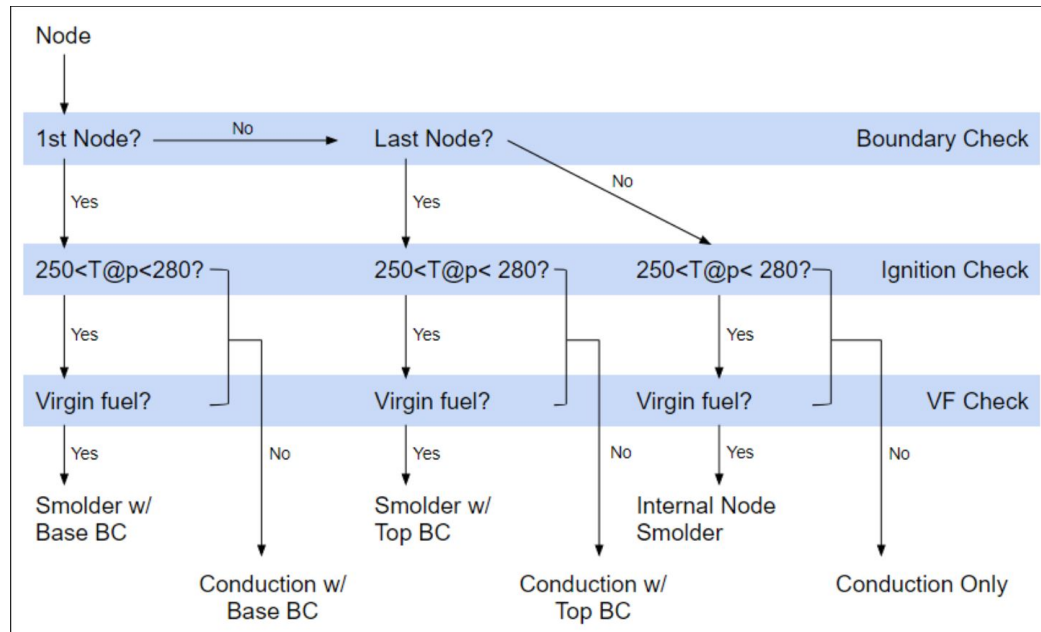 Node
1st Node?
No
Last Node?
Boundary Check
Yes
Yes
No
250<T@p<280?
250<T@p< 280?
250<T@p< 280?
Ignition Check
Yes
Yes
Yes
Virgin fuel?
Virgin fuel?
Virgin fuel?
VF Check
Yes
No
Yes
No
Yes
No
Smolder w/
Base BC
Smolder w/
Top BC
Internal Node
Smolder
Conduction w/
Base BC
Conduction w/
Top BC
Conduction Only